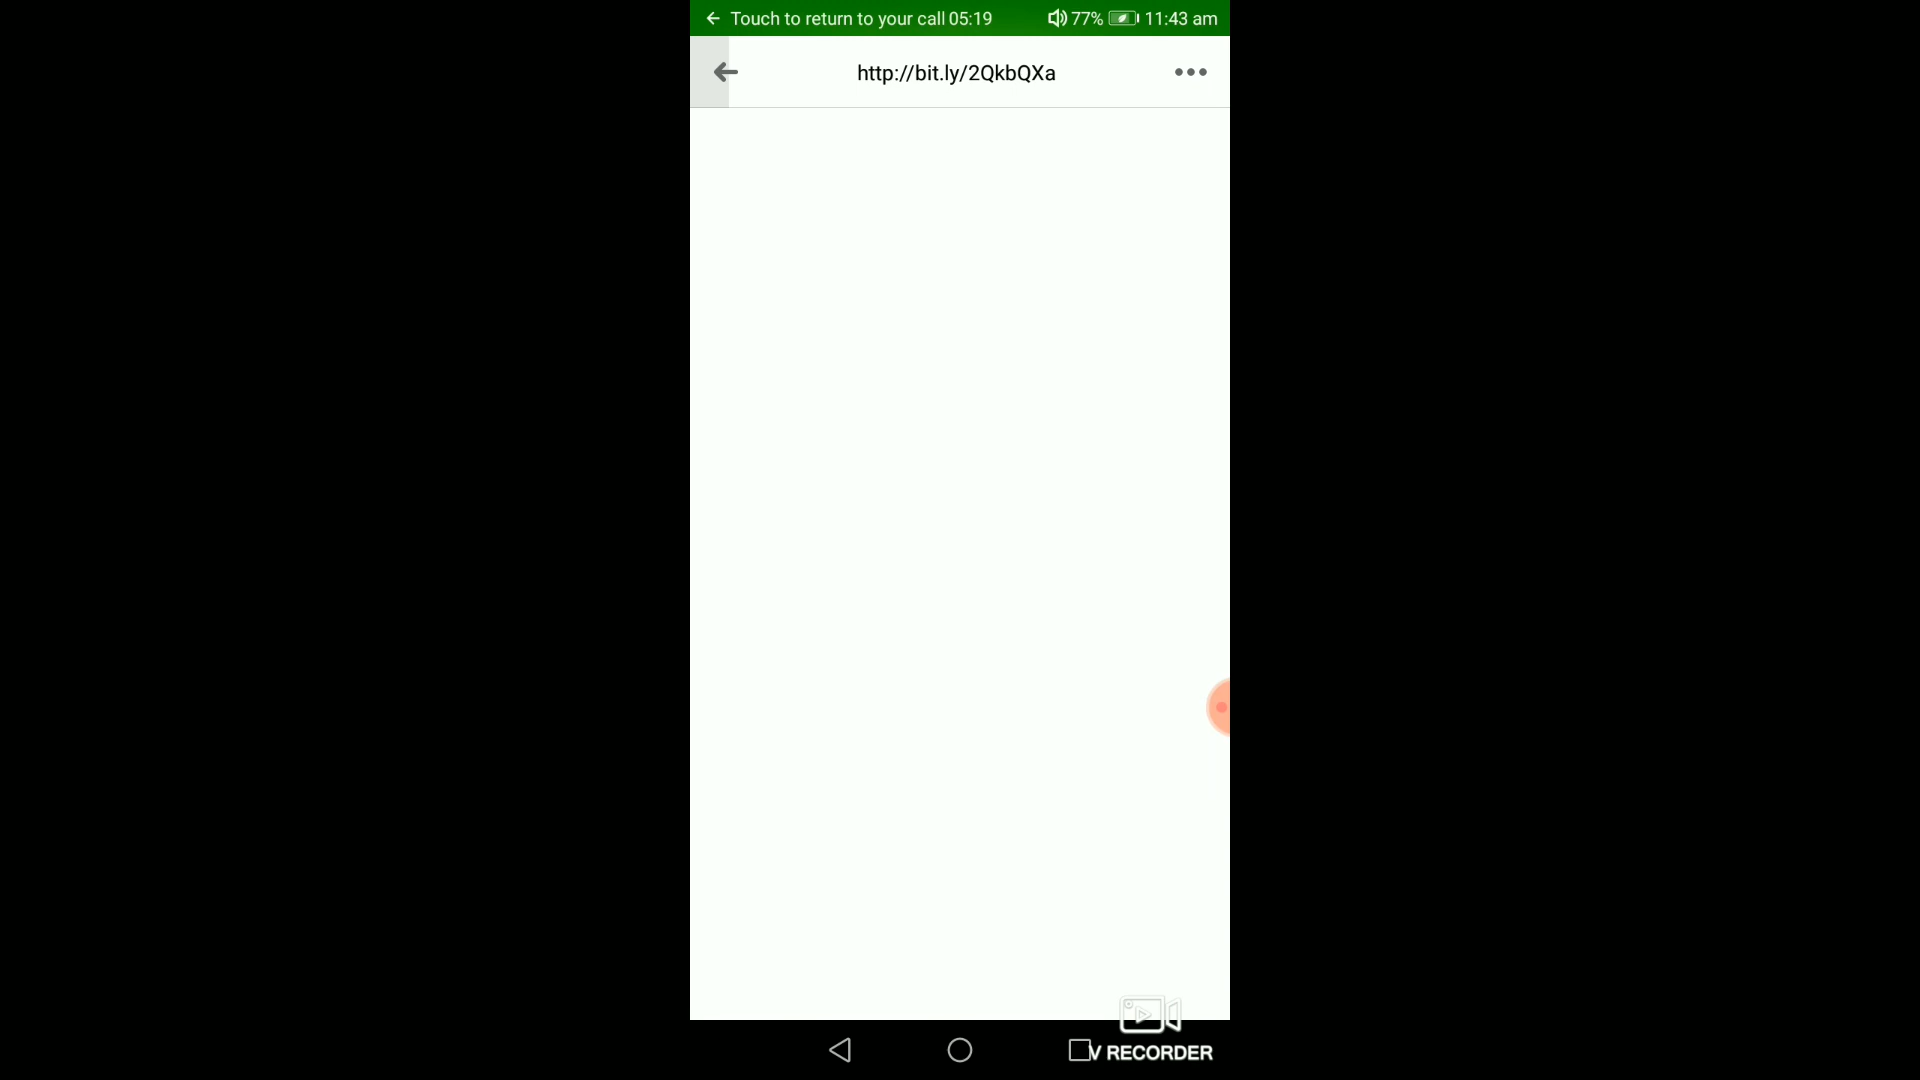 Touch to return to your call 05:19 77% 11:43 am
http://bit.ly/2QkbQXa
V RECORDER